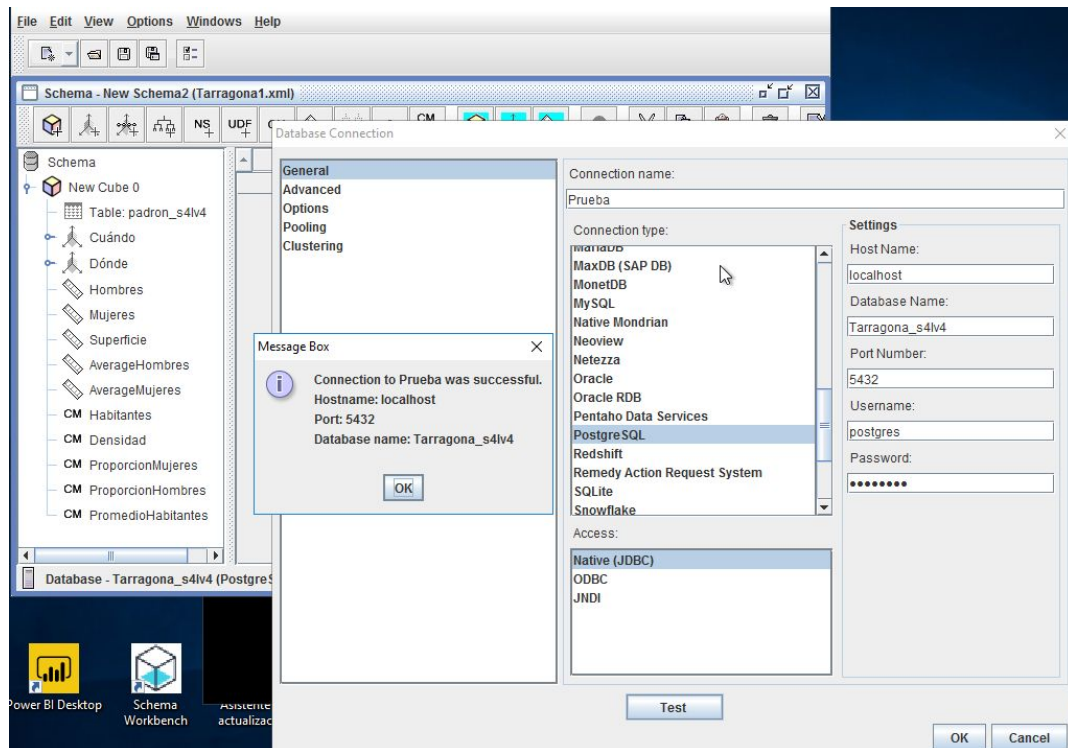 File Edit View Options Windows Help
Schema - New Schema2 (Tarragona1.xml)
NS UDF CM
Schema
New Cube 0
Table: padron_s4lv4
Cuándo
Dónde
Hombres
Mujeres
Superficie
AverageHombres
AverageMujeres
CM Habitantes
CM Densidad
CM ProporcionMujeres
CM ProporcionHombres
CM PromedioHabitantes
Database - Tarragona_s4lv4 (Postgre
Database Connection
General
Advanced
Options
Pooling
Clustering
Connection name:
Prueba
Connection type:
MariaDB
MaxDB (SAP DB)
MonetDB
MySQL
Native Mondrian
Neoview
Netezza
Oracle
Oracle RDB
Pentaho Data Services
PostgreSQL
Redshift
Remedy Action Request System
SQLite
Snowflake
Access:
Native (JDBC)
ODBC
JNDI
Settings
Host Name:
localhost
Database Name:
Tarragona_s4lv4
Port Number:
5432
Username:
postgres
Password:
••••••••
Test
OK Cancel
Message Box
Connection to Prueba was successful.
Hostname: localhost
Port: 5432
Database name: Tarragona_s4lv4
OK
Power BI Desktop
Schema
Workbench
Asistente
actualizac